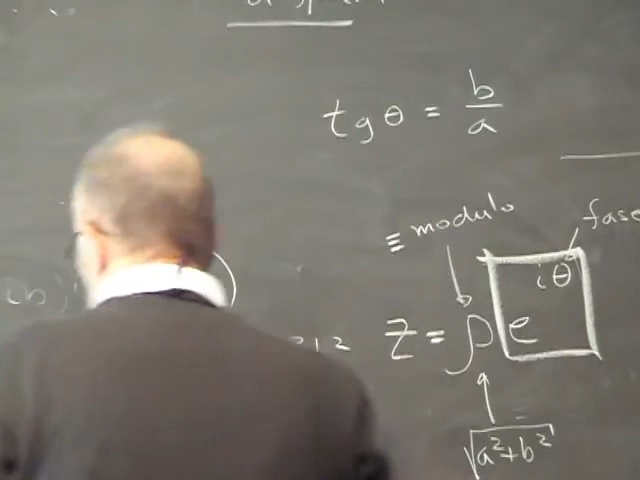 tg θ = b/a
≡ modulo
fase
z = ρ e^{iθ}
√a²+b²